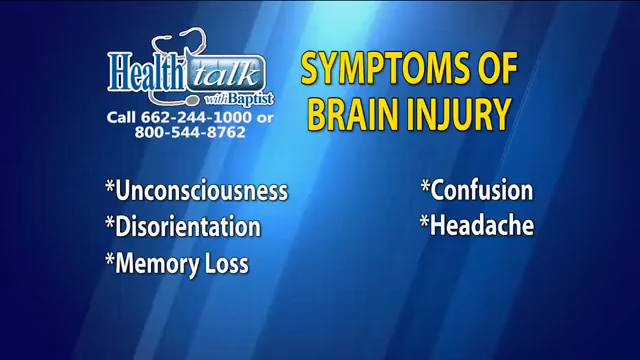 Health talk
with Baptist
Call 662-244-1000 or
800-544-8762
SYMPTOMS OF
BRAIN INJURY
*Unconsciousness
*Disorientation
*Memory Loss
*Confusion
*Headache